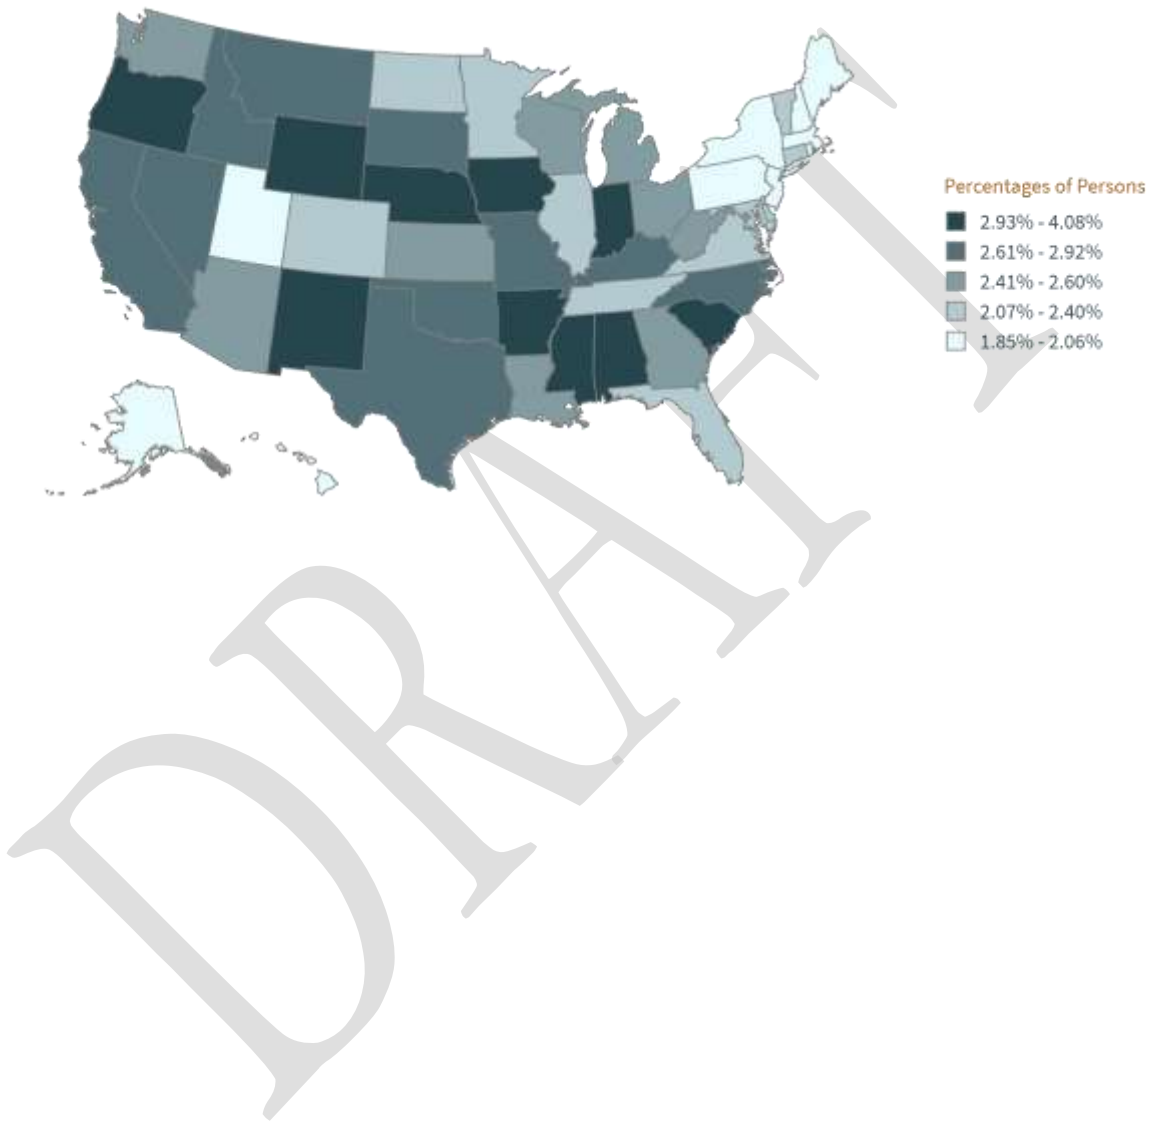 Percentages of Persons
2.93% - 4.08%
2.61% - 2.92%
2.41% - 2.60%
2.07% - 2.40%
1.85% - 2.06%
DRAFT